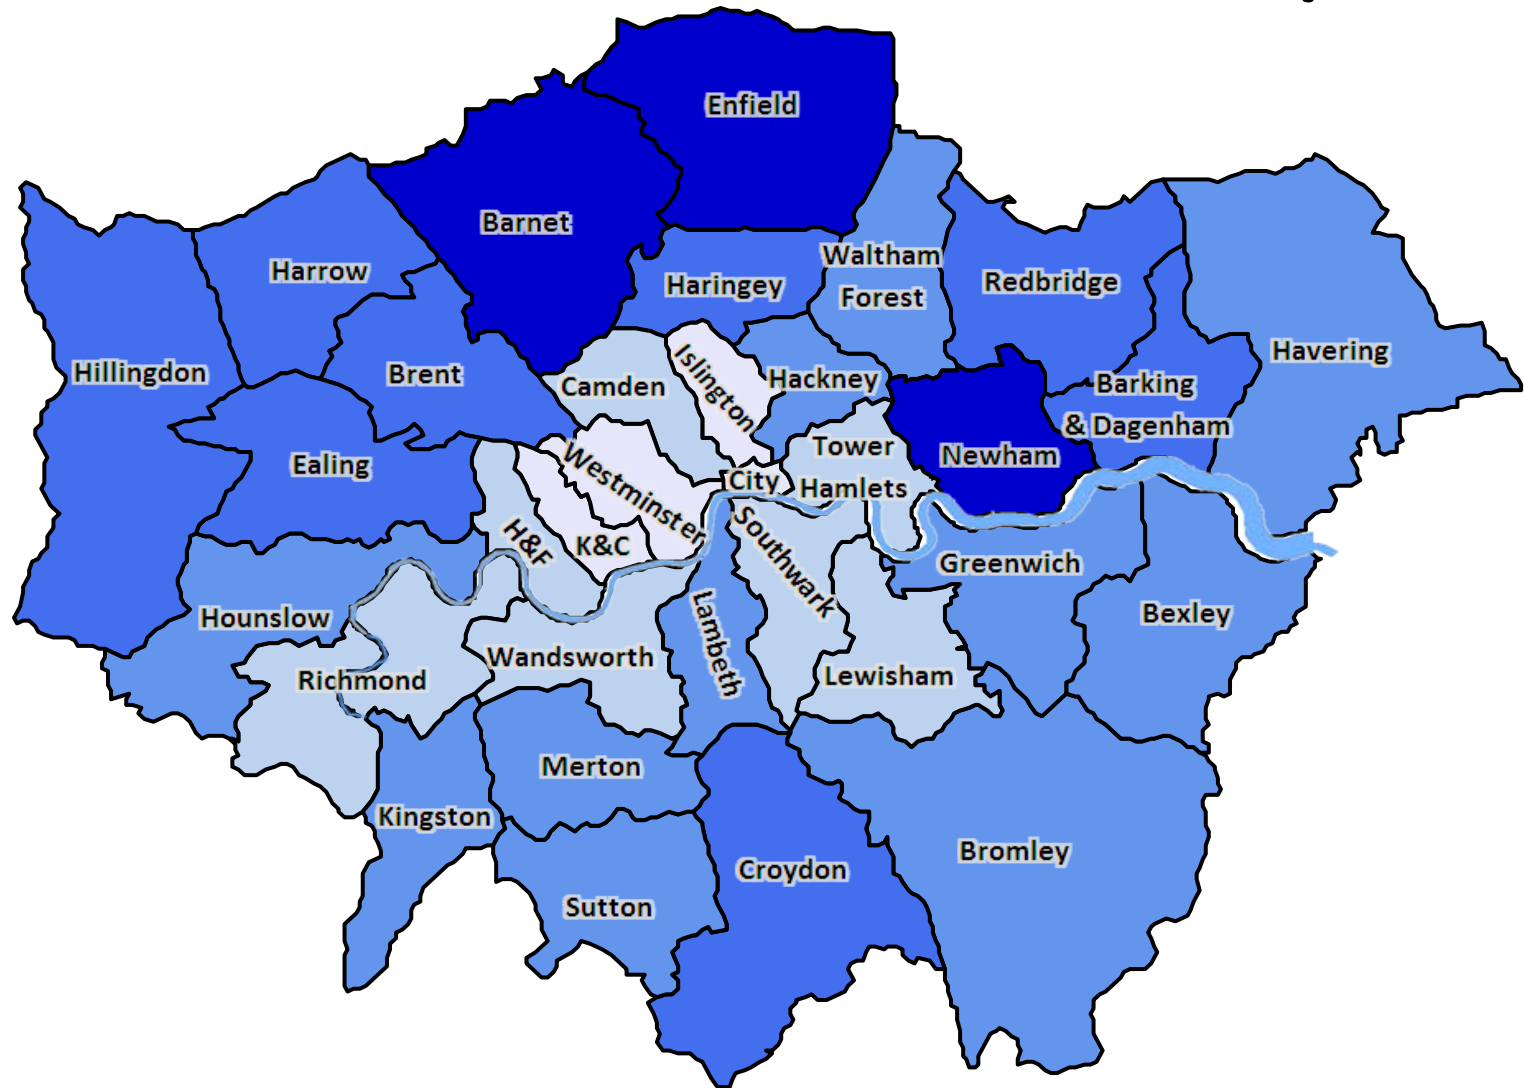 Enfield
Barnet
Harrow
Haringey
Waltham
Forest
Redbridge
Hillingdon
Brent
Camden
Islington
Hackney
Barking
& Dagenham
Havering
Ealing
Westminster
City
Tower
Hamlets
Newham
H&F
K&C
Southwark
Greenwich
Hounslow
Lambeth
Bexley
Richmond
Wandsworth
Lewisham
Merton
Kingston
Croydon
Bromley
Sutton